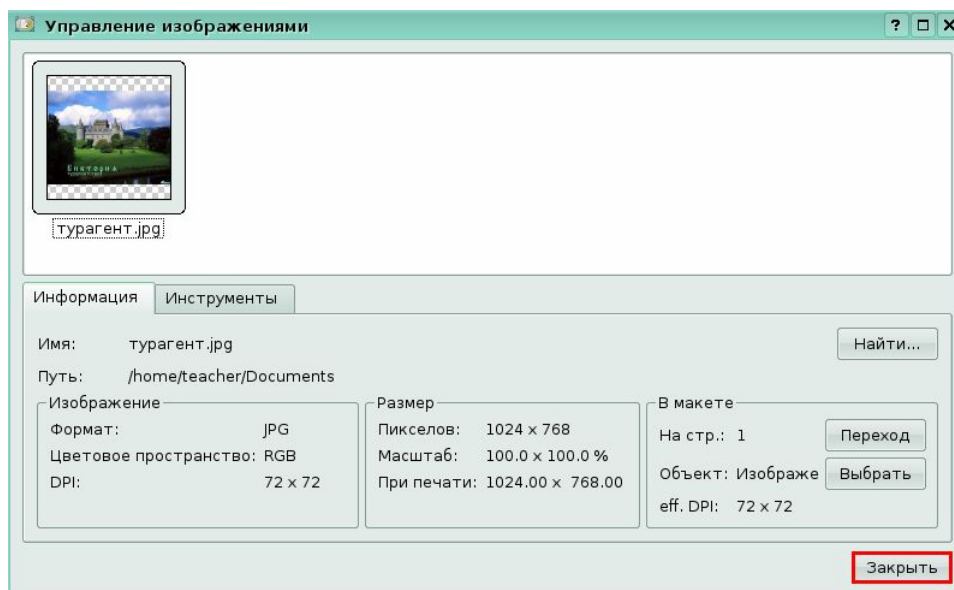 Управление изображениями
турагент.jpg
Информация Инструменты
Имя: турагент.jpg Найти...
Путь: /home/teacher/Documents
Изображение
Формат: JPG
Цветовое пространство: RGB
DPI: 72 x 72
Размер
Пикселов: 1024 x 768
Масштаб: 100.0 x 100.0 %
При печати: 1024.00 x 768.00
В макете
На стр.: 1 Переход
Объект: Изображе Выбрать
eff. DPI: 72 x 72
Закрыть